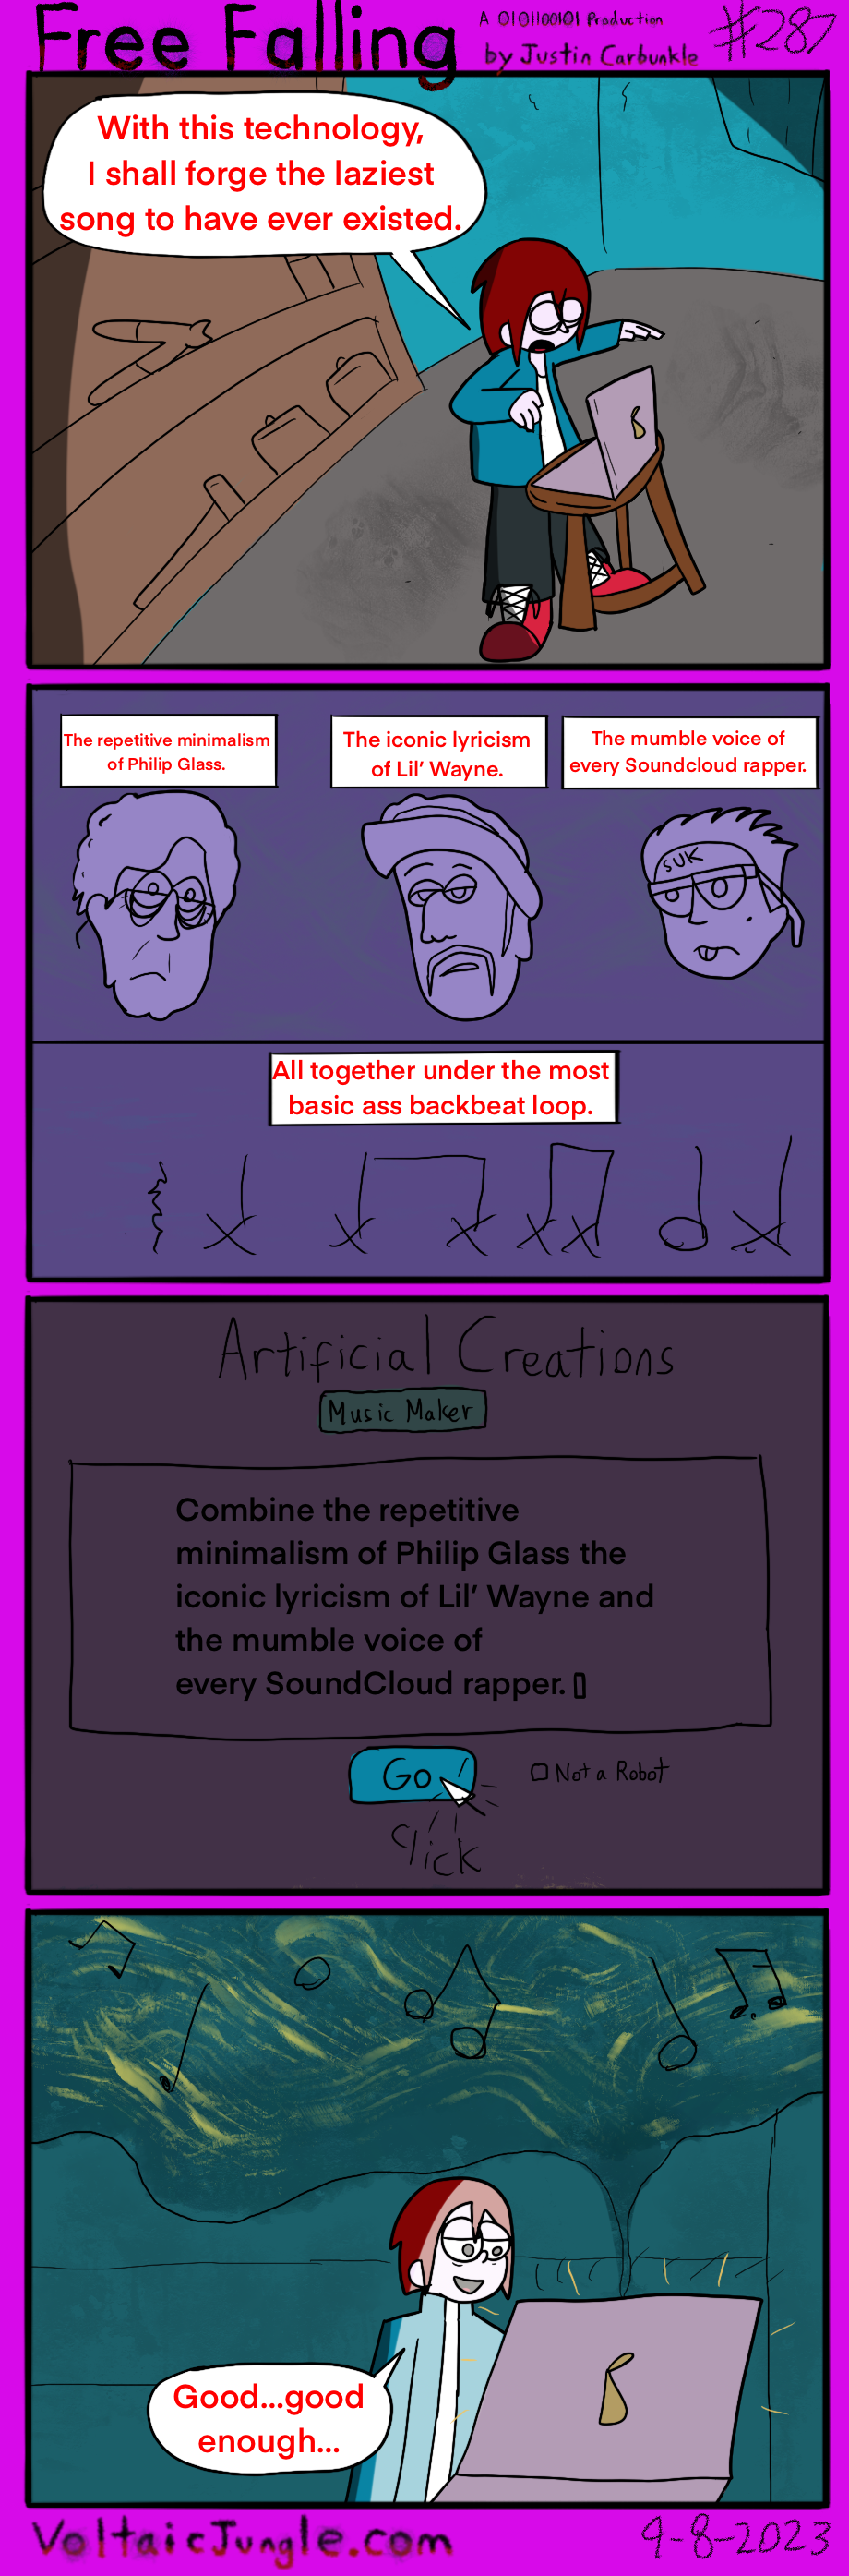 Free Falling
A 0101100101 Production
by Justin Carbunkle
#287
With this technology,
I shall forge the laziest
song to have ever existed.
The repetitive minimalism
of Philip Glass.
The iconic lyricism
of Lil' Wayne.
The mumble voice of
every Soundcloud rapper.
SUK
All together under the most
basic ass backbeat loop.
Artificial Creations
Music Maker
Combine the repetitive
minimalism of Philip Glass the
iconic lyricism of Lil' Wayne and
the mumble voice of
every SoundCloud rapper.
Go
Not a Robot
Click
Good...good
enough...
VoltaicJungle.com
9-8-2023